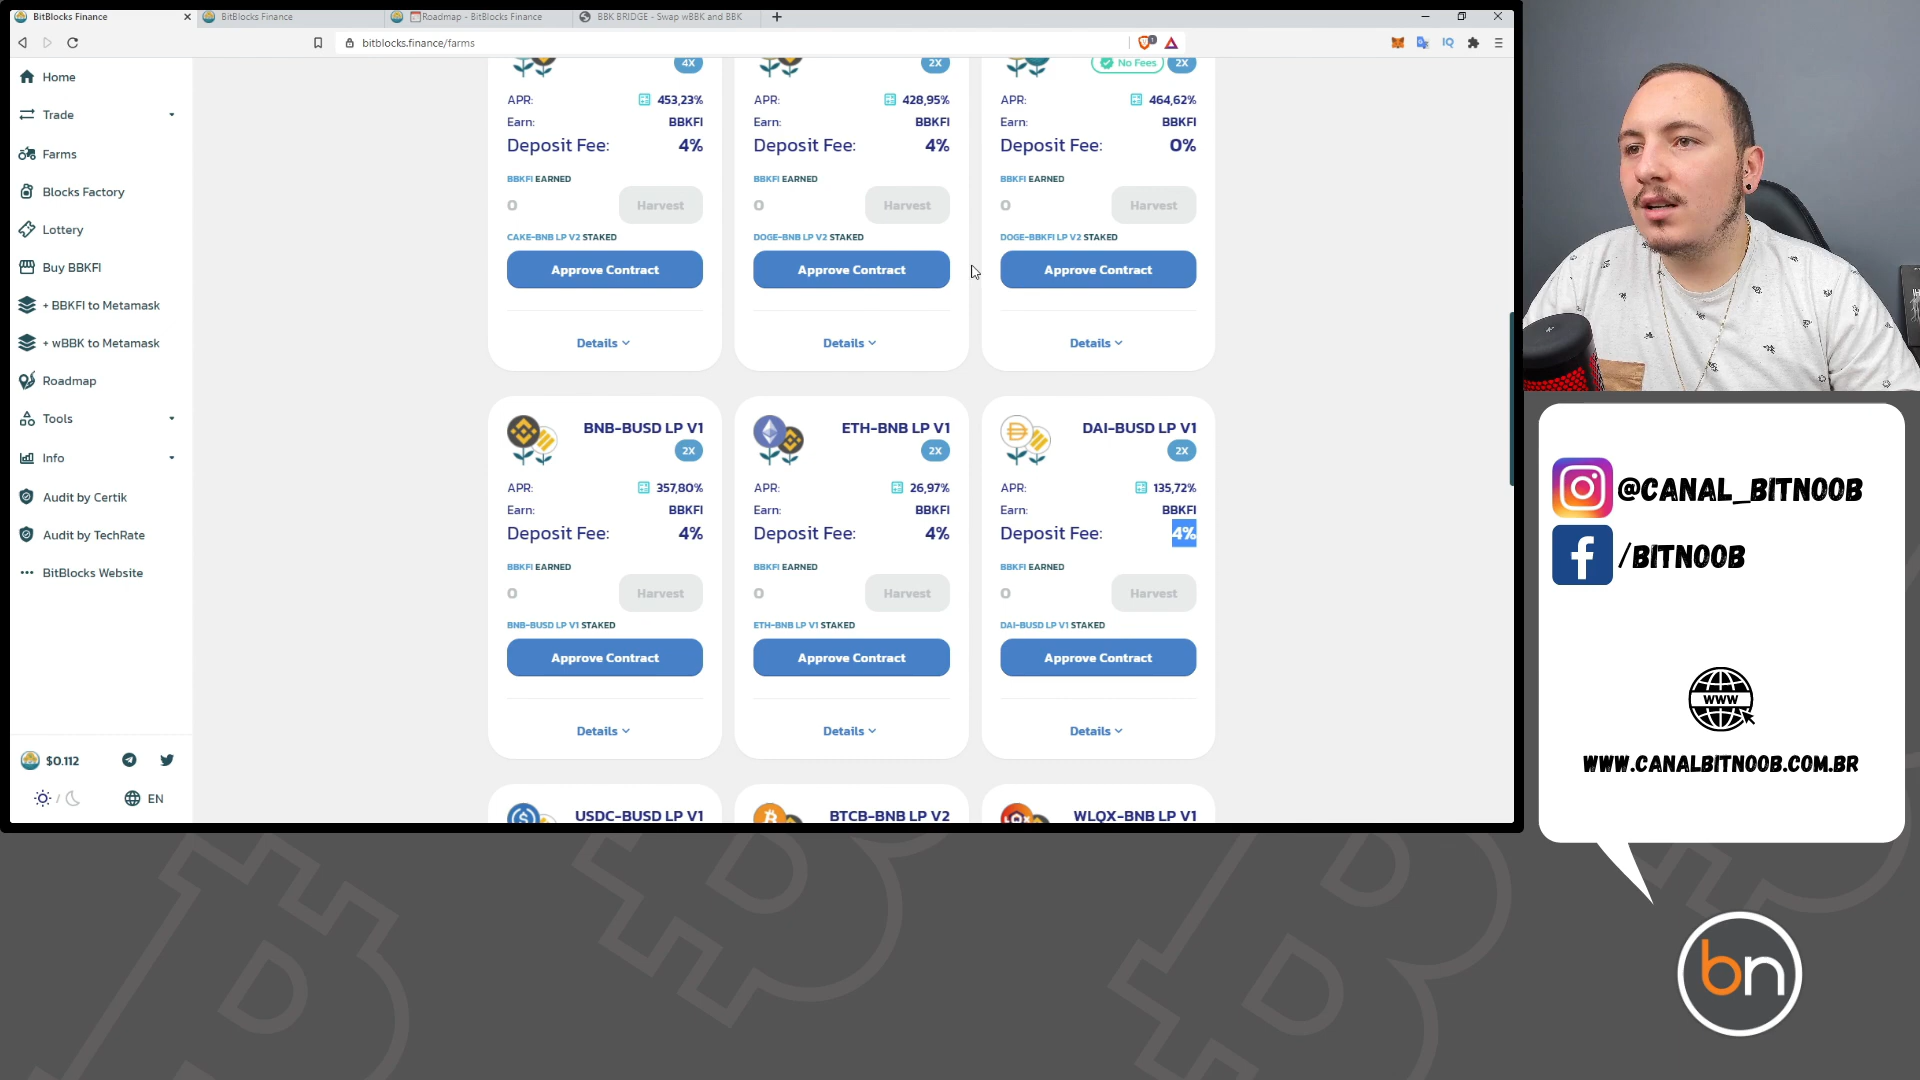 BitBlocks Finance
BitBlocks Finance
Roadmap - BitBlocks Finance
BBK BRIDGE - Swap wBBK and BBK
bitblocks.finance/farms
IQ
Home
Trade
Farms
Blocks Factory
Lottery
Buy BBKFI
+ BBKFI to Metamask
+ wBBK to Metamask
Roadmap
Tools
Info
Audit by Certik
Audit by TechRate
BitBlocks Website
$0.112
/
EN
4X
APR: 453,23%
Earn: BBKFI
Deposit Fee: 4%
BBKFI EARNED
0 Harvest
CAKE-BNB LP V2 STAKED
Approve Contract
Details
2X
APR: 428,95%
Earn: BBKFI
Deposit Fee: 4%
BBKFI EARNED
0 Harvest
DOGE-BNB LP V2 STAKED
Approve Contract
Details
No Fees 2X
APR: 464,62%
Earn: BBKFI
Deposit Fee: 0%
BBKFI EARNED
0 Harvest
DOGE-BBKFI LP V2 STAKED
Approve Contract
Details
BNB-BUSD LP V1
2X
APR: 357,80%
Earn: BBKFI
Deposit Fee: 4%
BBKFI EARNED
0 Harvest
BNB-BUSD LP V1 STAKED
Approve Contract
Details
ETH-BNB LP V1
2X
APR: 26,97%
Earn: BBKFI
Deposit Fee: 4%
BBKFI EARNED
0 Harvest
ETH-BNB LP V1 STAKED
Approve Contract
Details
DAI-BUSD LP V1
2X
APR: 135,72%
Earn: BBKFI
Deposit Fee: 4%
BBKFI EARNED
0 Harvest
DAI-BUSD LP V1 STAKED
Approve Contract
Details
USDC-BUSD LP V1
BTCB-BNB LP V2
WLQX-BNB LP V1
@CANAL_BITNOOB
/BITNOOB
WWW
WWW.CANALBITNOOB.COM.BR
bn